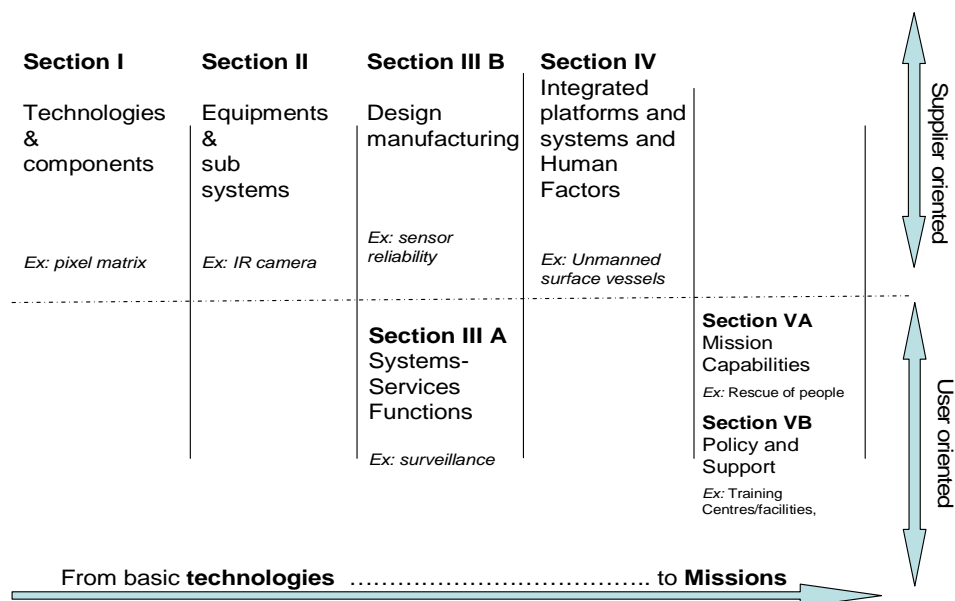 Section I
Technologies
&
components
Ex: pixel matrix
Section II
Equipments
&
sub
systems
Ex: IR camera
Section III B
Design
manufacturing
Ex: sensor
reliability
Section IV
Integrated
platforms and
systems and
Human
Factors
Ex: Unmanned
surface vessels
Supplier oriented
Section III A
Systems-
Services
Functions
Ex: surveillance
Section VA
Mission
Capabilities
Ex: Rescue of people
Section VB
Policy and
Support
Ex: Training
Centres/facilities,
User oriented
From basic technologies ……………………………….. to Missions